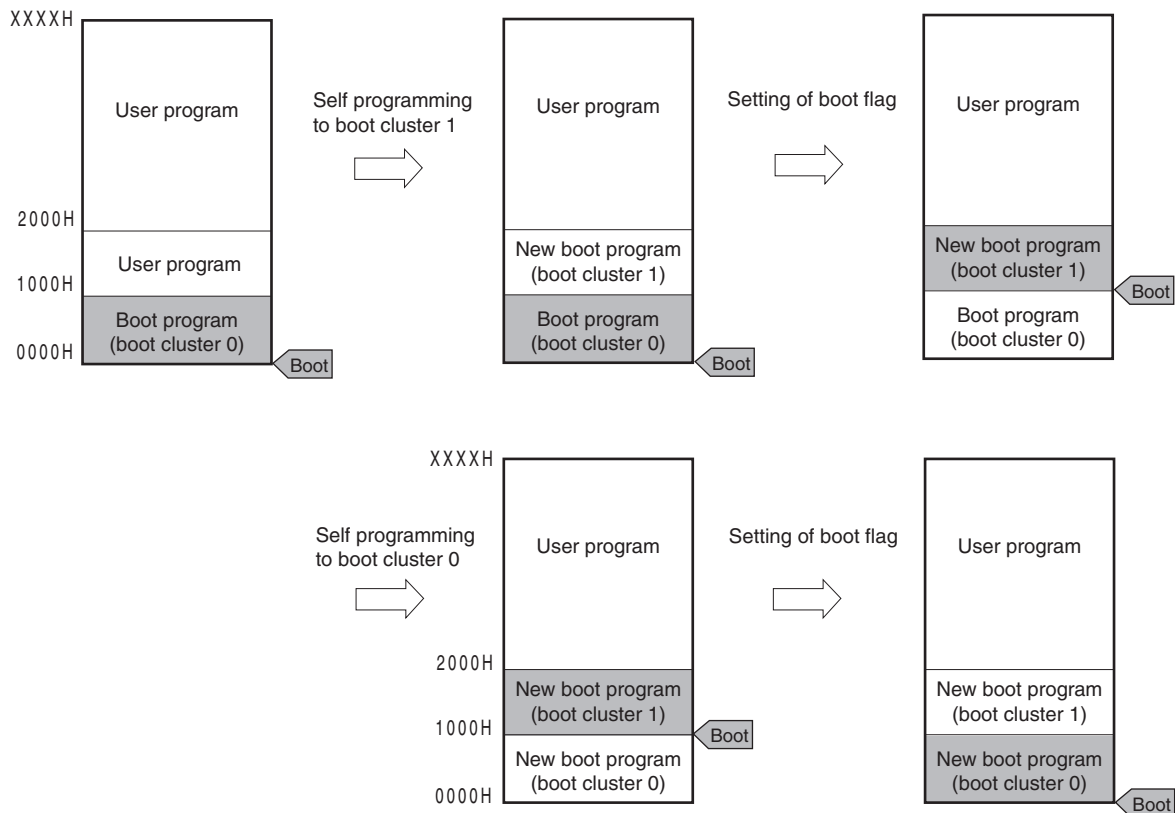 XXXXH
User program
2000H
User program
1000H
Boot program
(boot cluster 0)
0000H
Boot
Self programming
to boot cluster 1
User program
New boot program
(boot cluster 1)
Boot program
(boot cluster 0)
Boot
Setting of boot flag
User program
New boot program
(boot cluster 1)
Boot
Boot program
(boot cluster 0)
Self programming
to boot cluster 0
XXXXH
User program
2000H
New boot program
(boot cluster 1)
1000H
Boot
New boot program
(boot cluster 0)
0000H
Setting of boot flag
User program
New boot program
(boot cluster 1)
New boot program
(boot cluster 0)
Boot